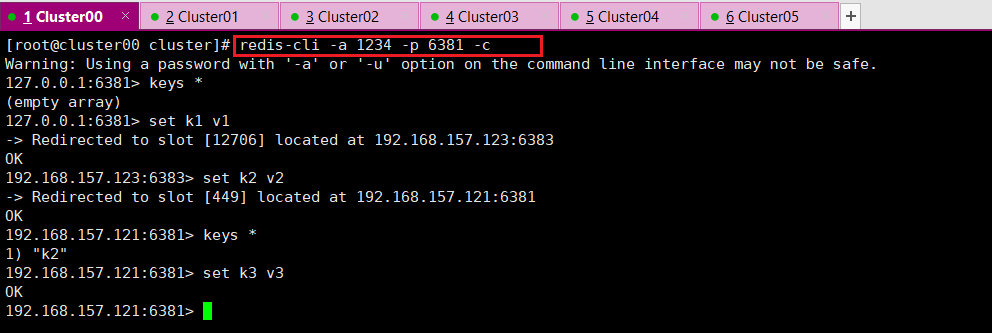 1 Cluster00 × 2 Cluster01 3 Cluster02 4 Cluster03 5 Cluster04 6 Cluster05 +
[root@cluster00 cluster]# redis-cli -a 1234 -p 6381 -c
Warning: Using a password with '-a' or '-u' option on the command line interface may not be safe.
127.0.0.1:6381> keys *
(empty array)
127.0.0.1:6381> set k1 v1
-> Redirected to slot [12706] located at 192.168.157.123:6383
OK
192.168.157.123:6383> set k2 v2
-> Redirected to slot [449] located at 192.168.157.121:6381
OK
192.168.157.121:6381> keys *
1) "k2"
192.168.157.121:6381> set k3 v3
OK
192.168.157.121:6381>